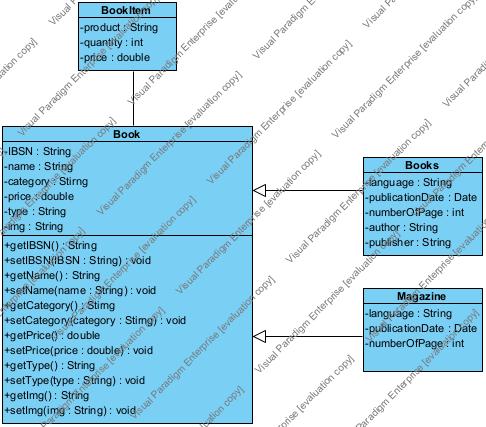 BookItem
-product : String
-quantity : int
-price : double
Book
-IBSN : String
-name : String
-category : Stirng
-price : double
-type : String
-img : String
+getIBSN() : String
+setIBSN(IBSN : String) : void
+getName() : String
+setName(name : String) : void
+getCategory() : Stimg
+setCategory(category : Stimg) : void
+getPrice() : double
+setPrice(price : double) : void
+getType() : String
+setType(type : String) : void
+getImg() : String
+setImg(img : String) : void
Books
-language : String
-publicationDate : Date
-numberOfPage : int
-author : String
-publisher : String
Magazine
-language : String
-publicationDate : Date
-numberOfPage : int
Visual Paradigm Enterprise [evaluation copy]